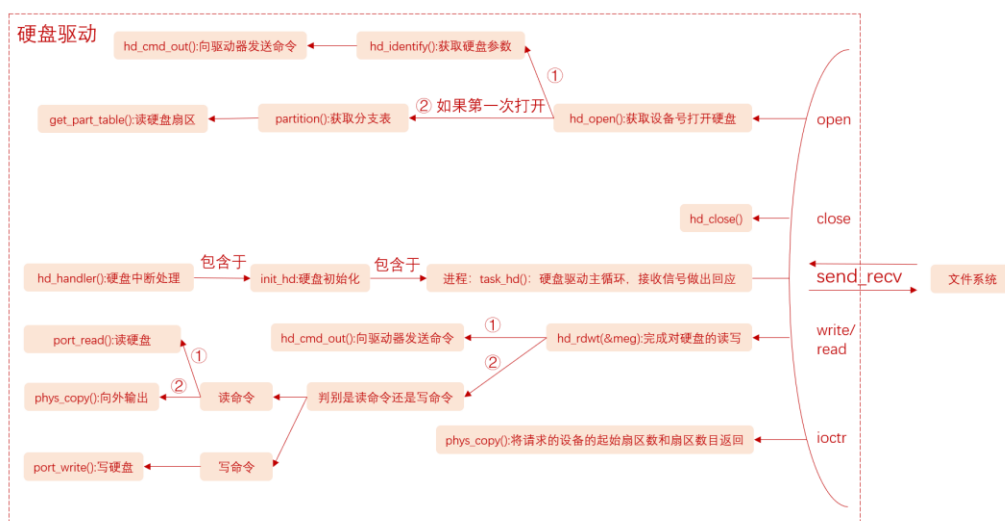 硬盘驱动
hd_cmd_out():向驱动器发送命令
hd_identify():获取硬盘参数
①
② 如果第一次打开
get_part_table():读硬盘扇区
partition():获取分支表
hd_open():获取设备号打开硬盘
open
hd_close()
close
hd_handler():硬盘中断处理
包含于
init_hd:硬盘初始化
包含于
进程：task_hd()：硬盘驱动主循环，接收信号做出回应
send_recv
文件系统
port_read():读硬盘
①
hd_cmd_out():向驱动器发送命令
①
hd_rdwt(&meg):完成对硬盘的读写
write/
read
②
phys_copy():向外输出
②
读命令
判别是读命令还是写命令
phys_copy():将请求的设备的起始扇区数和扇区数目返回
ioctr
port_write():写硬盘
写命令